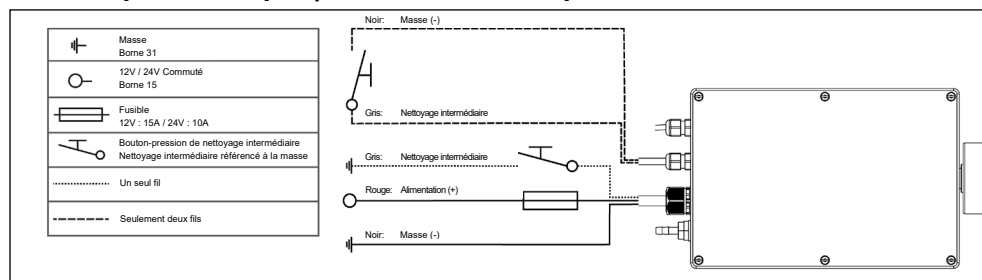 Masse
Borne 31
12V / 24V Commuté
Borne 15
Fusible
12V : 15A / 24V : 10A
Bouton-pression de nettoyage intermédiaire
Nettoyage intermédiaire référencé à la masse
Un seul fil
Seulement deux fils
Noir: Masse (-)
Gris: Nettoyage intermédiaire
Gris: Nettoyage intermédiaire
Rouge: Alimentation (+)
Noir: Masse (-)